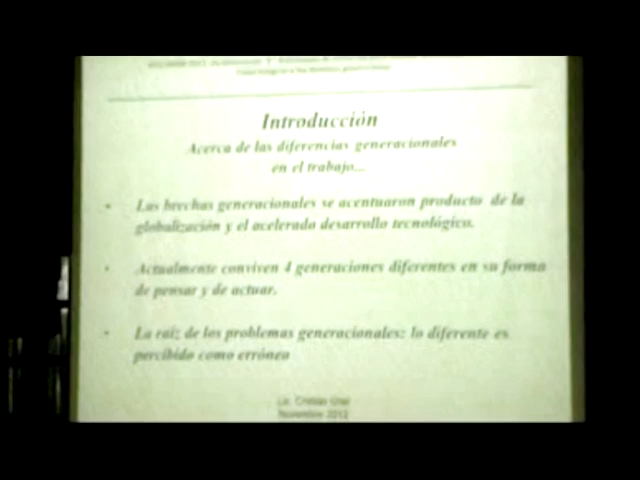 Introducción
Acerca de las diferencias generacionales
en el trabajo...
• Las brechas generacionales se acentuaron producto de la
globalización y el acelerado desarrollo tecnológico.
• Actualmente conviven 4 generaciones diferentes en su forma
de pensar y de actuar.
• La raíz de los problemas generacionales: lo diferente es
percibido como erróneo
Lic. Cristian
Noviembre 2012